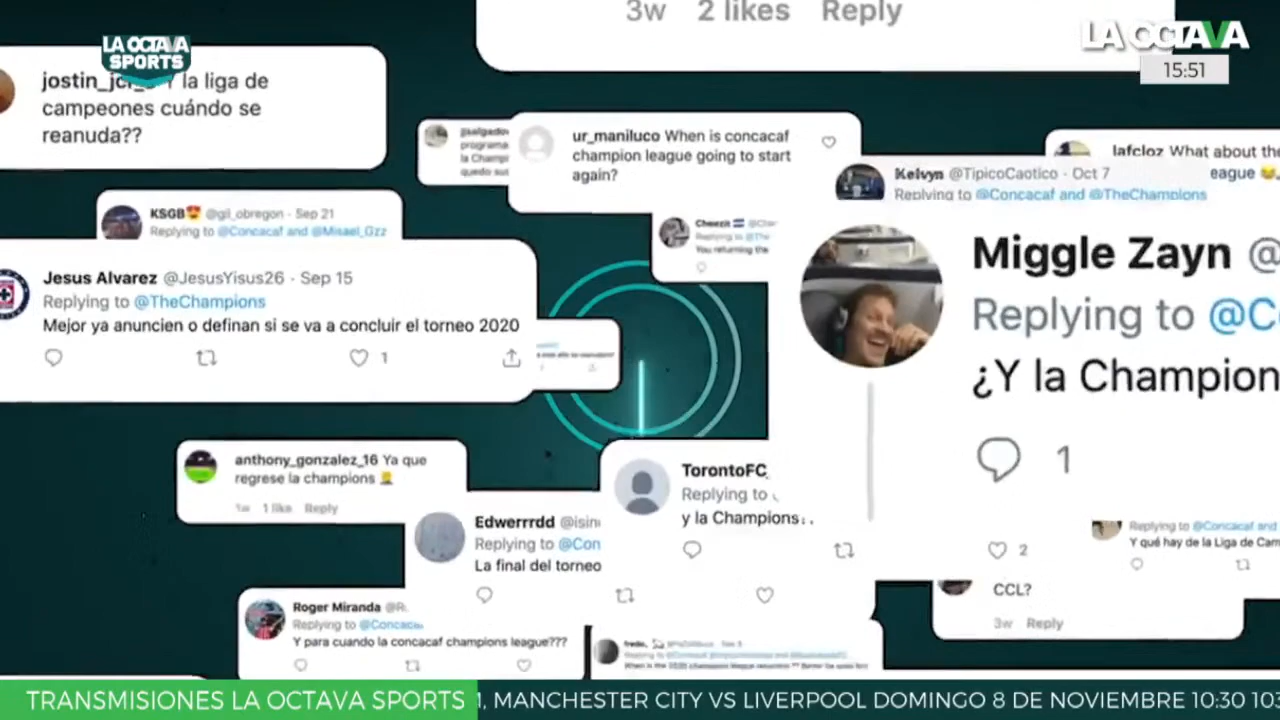 3w 2 likes Reply
LA OCTAVA
SPORTS
LA OCTAVA
15:51
la liga de
campeones cuándo se
reanuda??
ur_maniluco When is concacaf
champion league going to start
again?
lafcloz What about the
eague
Kelvyn @TipicoCaotico · Oct 7
Replying to @Concacaf and @TheChampions
KSGB @gil_obregon · Sep 21
Replying to @Concacaf and @Misael_Gzz
Jesus Alvarez @JesusYisus26 · Sep 15
Replying to @TheChampions
Mejor ya anuncien o definan si se va a concluir el torneo 2020
1
Miggle Zayn @
Replying to @C
¿Y la Champion
1
anthony_gonzalez_16 Ya que
regrese la champions
1w 1 like Reply
Edwerrrdd @isin
Replying to @Con
La final del torneo
TorontoFC
Replying to
y la Champions
2
Replying to @Concacaf and
Y qué hay de la Liga de Cam
CCL?
3w Reply
Roger Miranda @R
Replying to @Concaca
Y para cuando la concacaf champions league???
TRANSMISIONES LA OCTAVA SPORTS
, MANCHESTER CITY VS LIVERPOOL DOMINGO 8 DE NOVIEMBRE 10:30 103